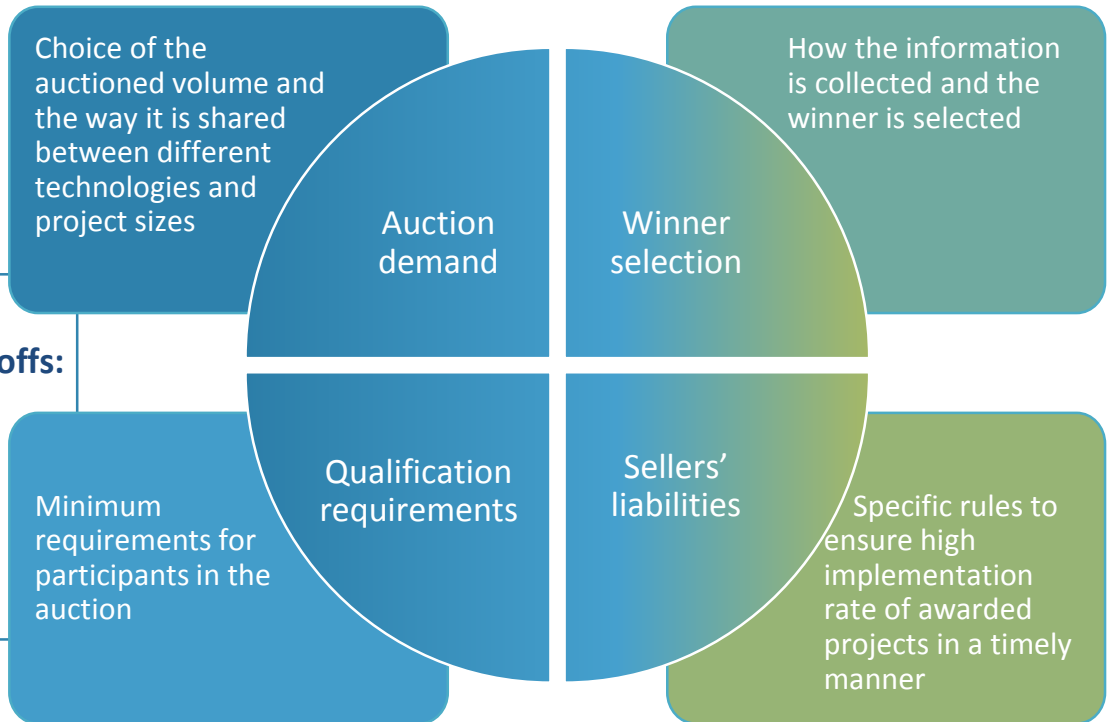 Choice of the
auctioned volume and
the way it is shared
between different
technologies and
project sizes
Auction
demand
Winner
selection
How the information
is collected and the
winner is selected
offs:
Minimum
requirements for
participants in the
auction
Qualification
requirements
Sellers’
liabilities
Specific rules to
ensure high
implementation
rate of awarded
projects in a timely
manner